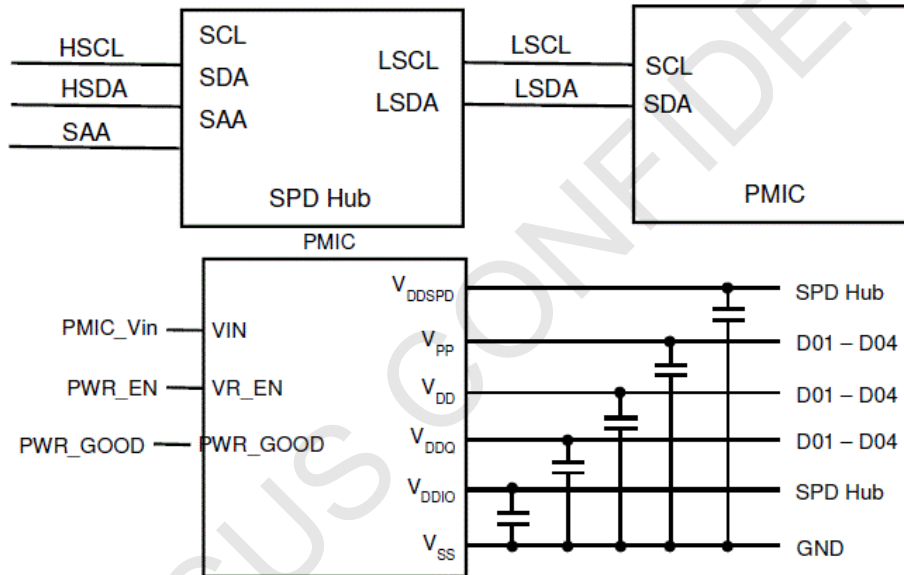 HSCL
HSDA
SAA
SCL
SDA
SAA
LSCL
LSDA
SPD Hub
LSCL
LSDA
SCL
SDA
PMIC
PMIC
PMIC_Vin
PWR_EN
PWR_GOOD
VIN
VR_EN
PWR_GOOD
VDDSPD
VPP
VDD
VDDQ
VDDIO
VSS
SPD Hub
D01 – D04
D01 – D04
D01 – D04
SPD Hub
GND